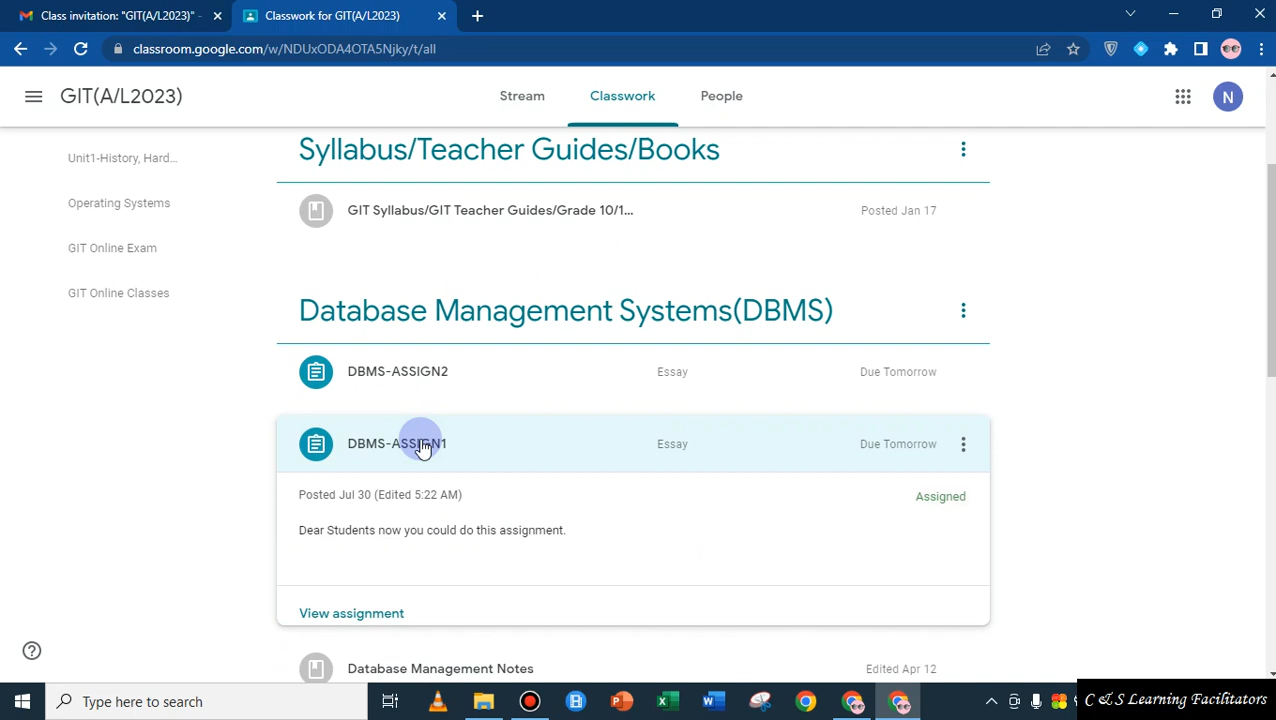 Class invitation: "GIT(A/L2023)" -
Classwork for GIT(A/L2023)
classroom.google.com/w/NDUxODA4OTA5Njky/t/all
GIT(A/L2023)
Stream
Classwork
People
N
Unit1-History, Hard...
Operating Systems
GIT Online Exam
GIT Online Classes
Syllabus/Teacher Guides/Books
GIT Syllabus/GIT Teacher Guides/Grade 10/1...
Posted Jan 17
Database Management Systems(DBMS)
DBMS-ASSIGN2
Essay
Due Tomorrow
DBMS-ASSIGN1
Essay
Due Tomorrow
Posted Jul 30 (Edited 5:22 AM)
Assigned
Dear Students now you could do this assignment.
View assignment
Database Management Notes
Edited Apr 12
Type here to search
C & S Learning Facilitators